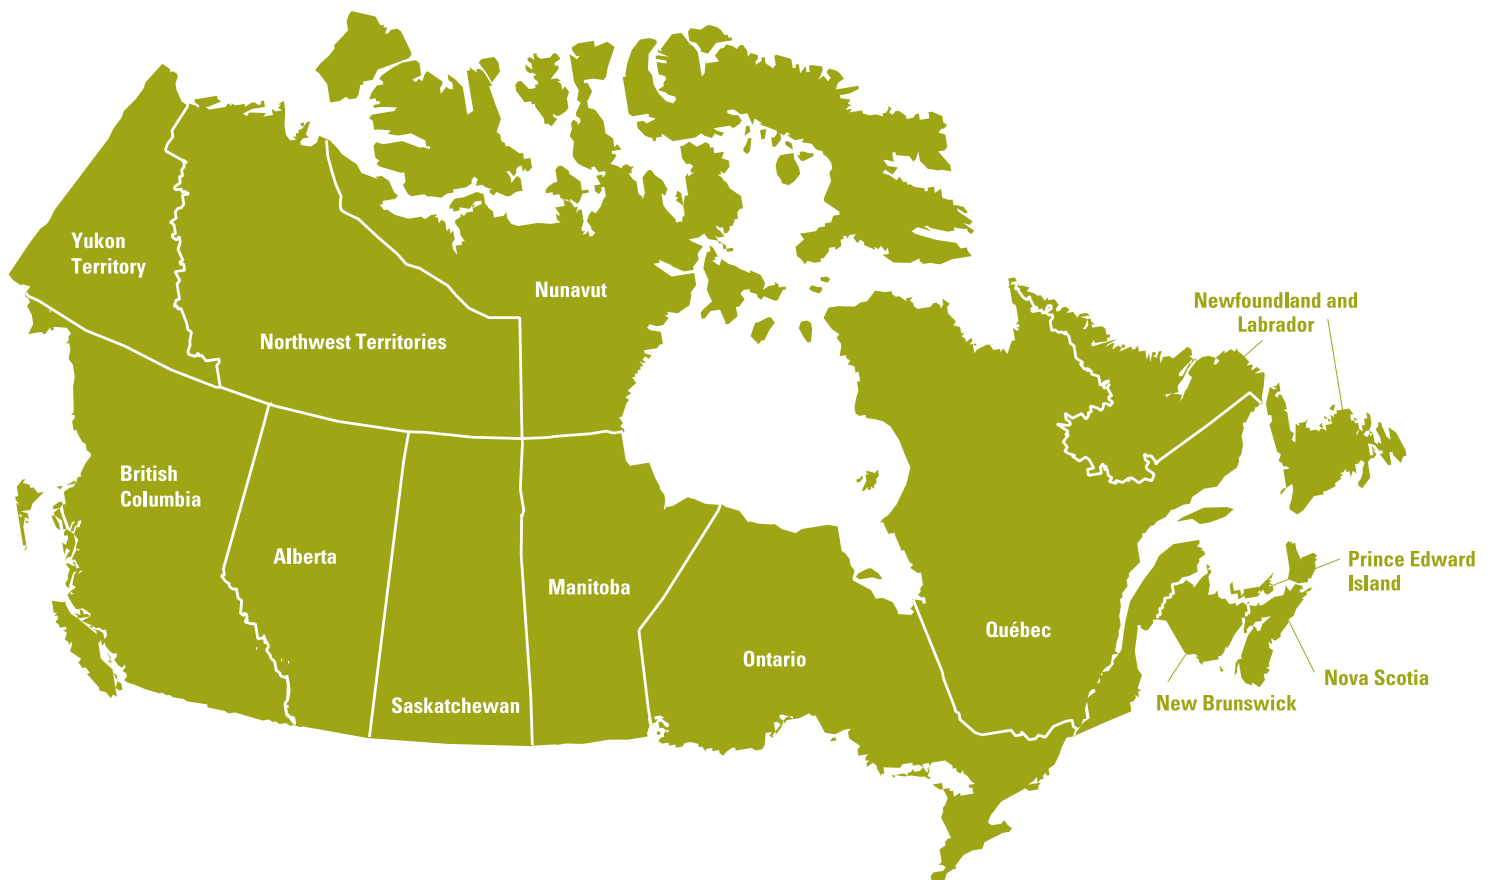 Yukon
Territory
Northwest Territories
Nunavut
Newfoundland and
Labrador
British
Columbia
Alberta
Saskatchewan
Manitoba
Ontario
Québec
Prince Edward
Island
Nova Scotia
New Brunswick